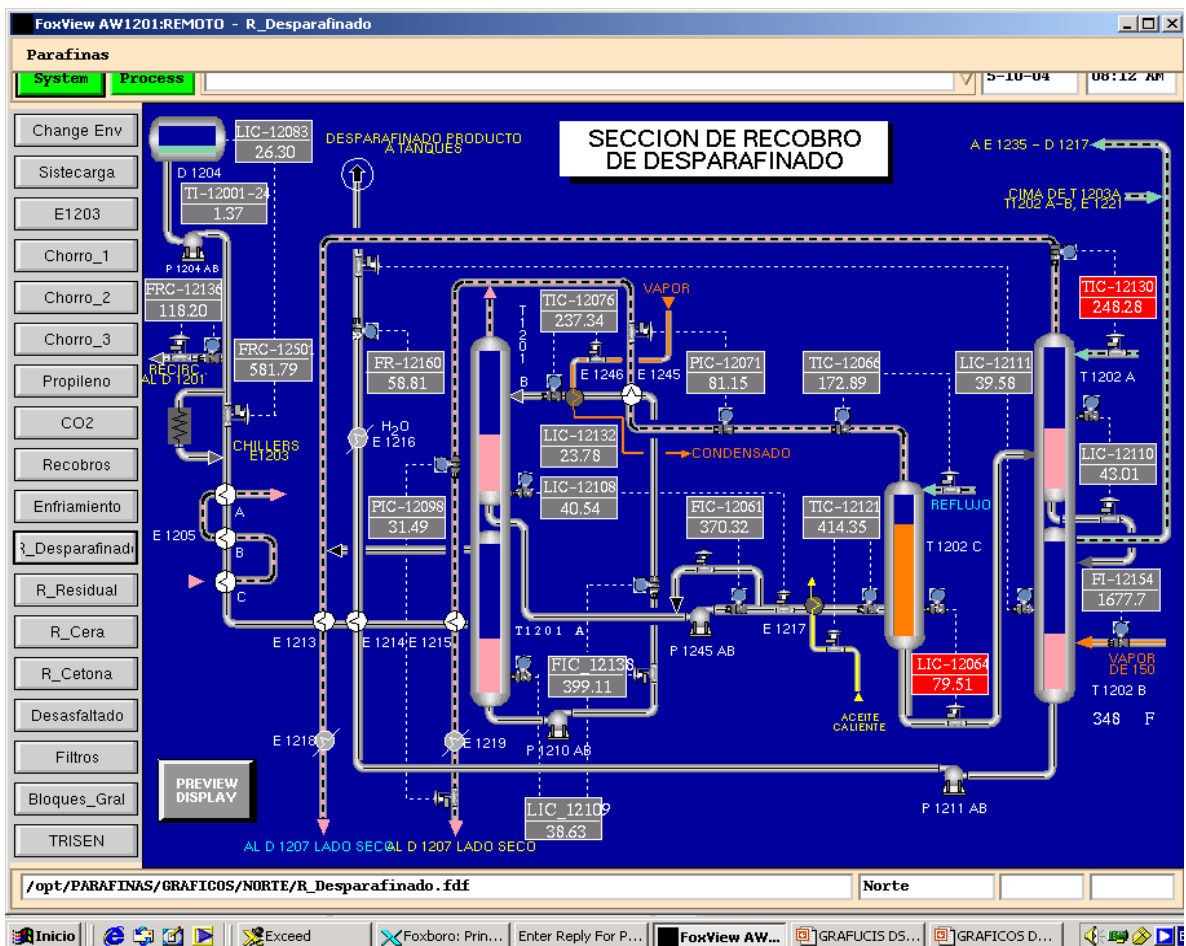 FoxView AW1201:REMOTO - R_Desparafinado
Parafinas
System
Process
5-10-04
08:12 AM
Change Env
Sistecarga
E1203
Chorro_1
Chorro_2
Chorro_3
Propileno
CO2
Recobros
Enfriamiento
R_Desparafinado
R_Residual
R_Cera
R_Cetona
Desasfaltado
Filtros
Bloques_Gral
TRISEN
SECCION DE RECOBRO
DE DESPARAFINADO
DESPARAFINADO PRODUCTO
A TANQUES
A E 1235 - D 1217
CIMA DE T 1203A
T1202 A-B, E 1221
LIC-12083
26.30
D 1204
TI-12001-24
1.37
P 1204 AB
FRC-12136
118.20
RECIRC.
AL D 1201
FRC-12501
581.79
CHILLERS
E1203
E 1205
A
B
C
FR-12160
58.81
H2O
E 1216
PIC-12098
31.49
T1201 B
TIC-12076
237.34
VAPOR
E 1246
E 1245
PIC-12071
81.15
TIC-12066
172.89
LIC-12111
39.58
TIC-12130
248.28
T 1202 A
LIC-12132
23.78
CONDENSADO
LIC-12108
40.54
FIC-12061
370.32
TIC-12121
414.35
REFLUJO
T 1202 C
LIC-12110
43.01
FI-12154
1677.7
VAPOR
DE 150
T 1202 B
348 F
E 1213
E 1214
E 1215
T1201 A
P 1245 AB
E 1217
LIC-12064
79.51
FIC_12138
399.11
ACEITE
CALIENTE
E 1218
E 1219
P 1210 AB
P 1211 AB
LIC_12109
38.63
PREVIEW
DISPLAY
AL D 1207 LADO SECO
AL D 1207 LADO SECO
/opt/PARAFINAS/GRAFICOS/NORTE/R_Desparafinado.fdf
Norte
Inicio
Exceed
Foxboro: Prin...
Enter Reply For P...
FoxView AW...
GRAFUCIS DS...
GRAFICOS D...